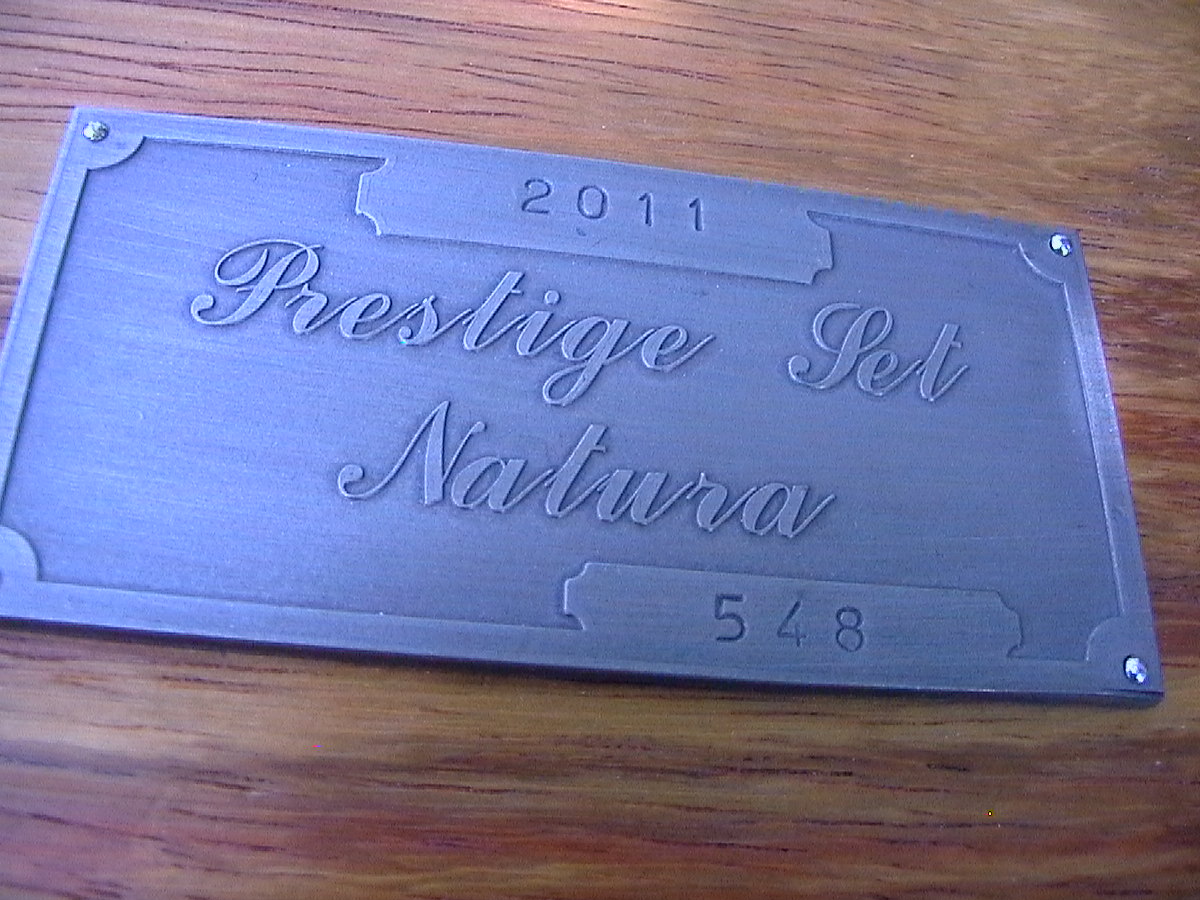 2011
Prestige Set
Natura
548